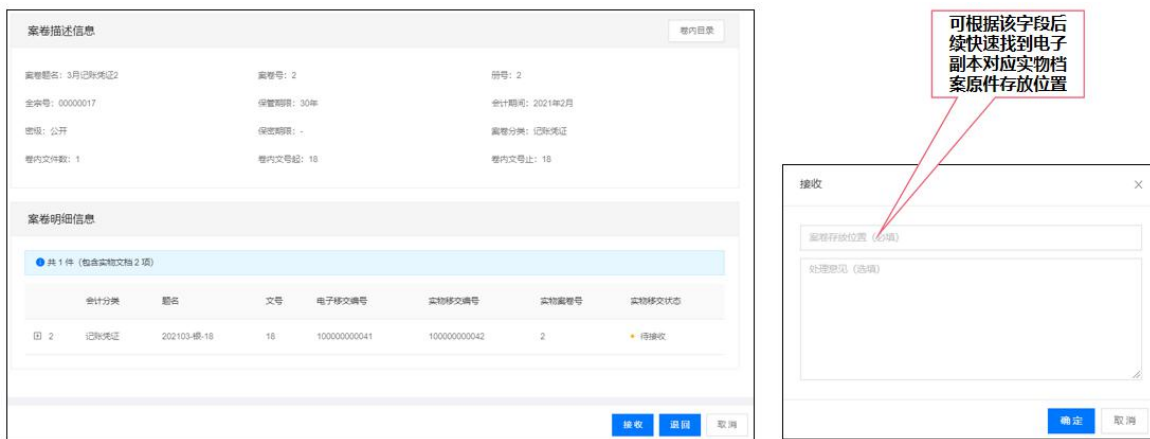 案卷描述信息
卷内目录
案卷题名：3月记账凭证2
案卷号：2
册号：2
全宗号：00000017
保管期限：30年
会计期间：2021年2月
密级：公开
保密期限：-
案卷分类：记账凭证
卷内文件数：1
卷内文号起：18
卷内文号止：18
案卷明细信息
共 1 件（包含实物文档 2 项）
会计分类 题名 文号 电子移交编号 实物移交编号 实物案卷号 实物移交状态
2 记账凭证 202103-银-18 18 100000000041 100000000042 2 待接收
接收 退回 取消
可根据该字段后
续快速找到电子
副本对应实物档
案原件存放位置
接收
案卷存放位置（必填）
处理意见（选填）
确定 取消